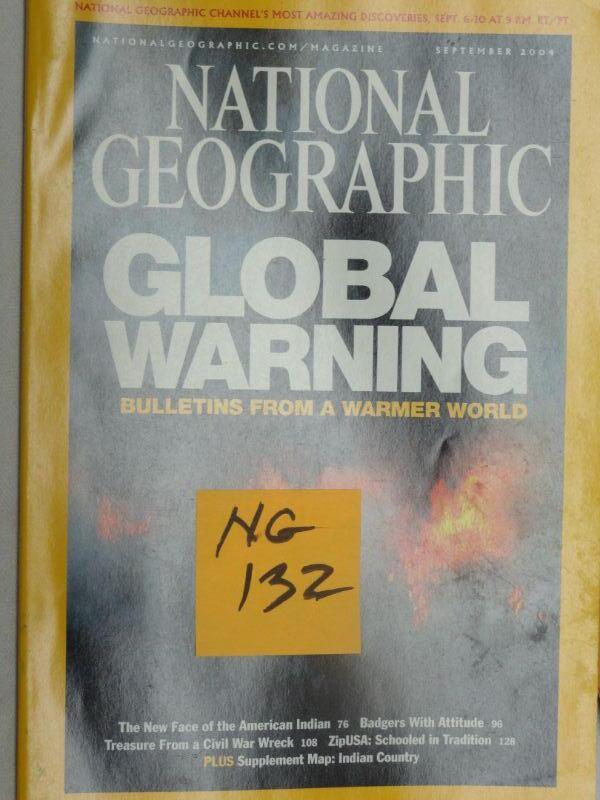 NATIONAL GEOGRAPHIC CHANNEL'S MOST AMAZING DISCOVERIES, SEPT. 6-10 AT 9 P.M. ET/PT
NATIONALGEOGRAPHIC.COM/MAGAZINE SEPTEMBER 2004
NATIONAL
GEOGRAPHIC
GLOBAL
WARNING
BULLETINS FROM A WARMER WORLD
NG
132
The New Face of the American Indian 76 Badgers With Attitude 96
Treasure From a Civil War Wreck 108 ZipUSA: Schooled in Tradition 128
PLUS Supplement Map: Indian Country